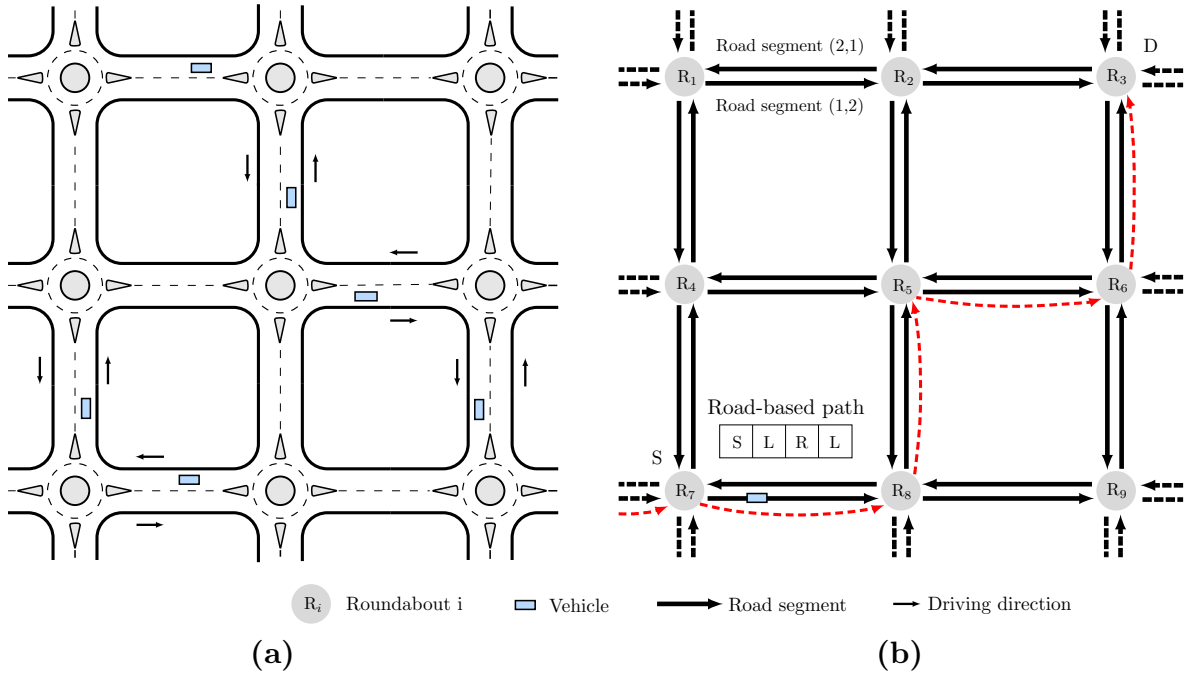 Road segment (2,1)
D
R1
R2
R3
Road segment (1,2)
R4
R5
R6
Road-based path
S L R L
S
R7
R8
R9
Ri Roundabout i
Vehicle
Road segment
Driving direction
(a)
(b)